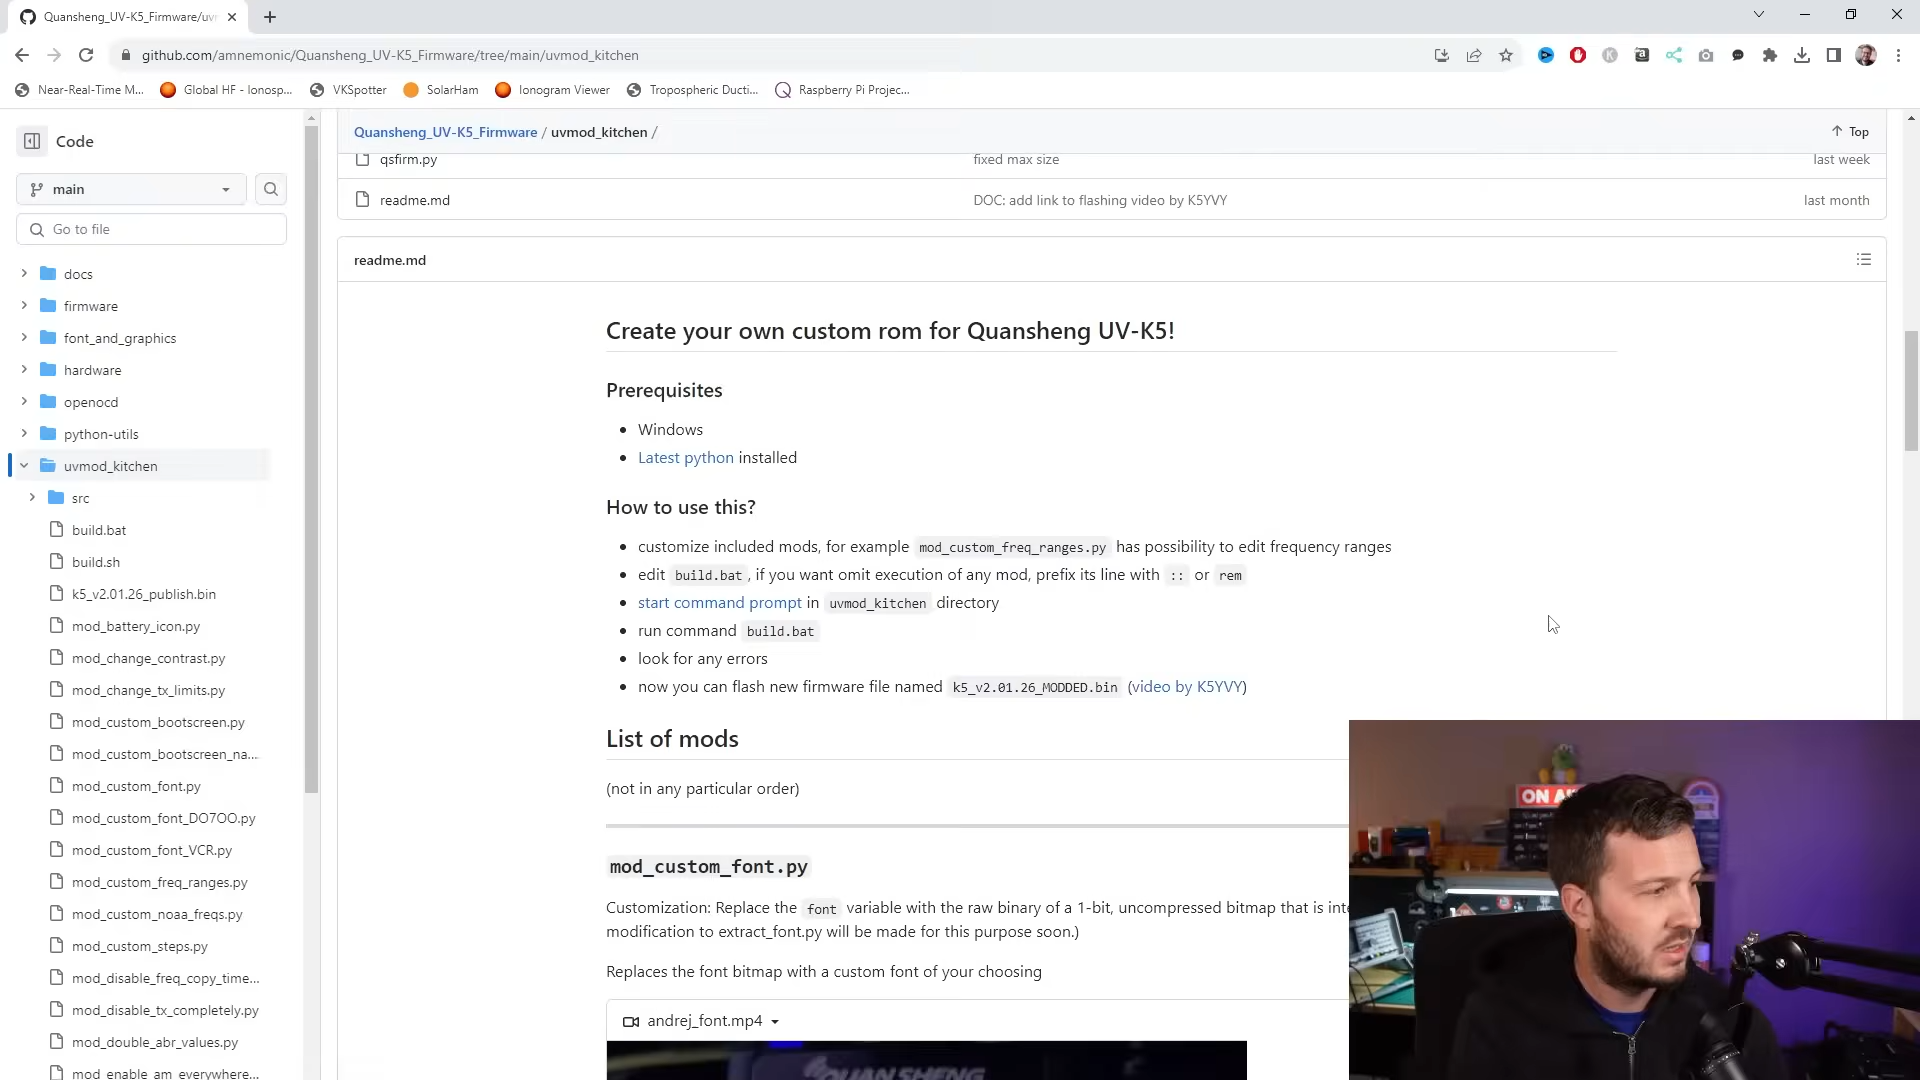 Quansheng_UV-K5_Firmware/uvm
github.com/amnemonic/Quansheng_UV-K5_Firmware/tree/main/uvmod_kitchen
Near-Real-Time M...
Global HF - Ionosp...
VKSpotter
SolarHam
Ionogram Viewer
Tropospheric Ducti...
Raspberry Pi Projec...
Code
main
Go to file
docs
firmware
font_and_graphics
hardware
openocd
python-utils
uvmod_kitchen
src
build.bat
build.sh
k5_v2.01.26_publish.bin
mod_battery_icon.py
mod_change_contrast.py
mod_change_tx_limits.py
mod_custom_bootscreen.py
mod_custom_bootscreen_na...
mod_custom_font.py
mod_custom_font_DO7OO.py
mod_custom_font_VCR.py
mod_custom_freq_ranges.py
mod_custom_noaa_freqs.py
mod_custom_steps.py
mod_disable_freq_copy_time...
mod_disable_tx_completely.py
mod_double_abr_values.py
mod_enable_am_everywhere...
Quansheng_UV-K5_Firmware / uvmod_kitchen /
Top
qsfirm.py fixed max size last week
readme.md DOC: add link to flashing video by K5YVY last month
readme.md
Create your own custom rom for Quansheng UV-K5!
Prerequisites
• Windows
• Latest python installed
How to use this?
• customize included mods, for example mod_custom_freq_ranges.py has possibility to edit frequency ranges
• edit build.bat, if you want omit execution of any mod, prefix its line with :: or rem
• start command prompt in uvmod_kitchen directory
• run command build.bat
• look for any errors
• now you can flash new firmware file named k5_v2.01.26_MODDED.bin (video by K5YVY)
List of mods
(not in any particular order)
mod_custom_font.py
Customization: Replace the font variable with the raw binary of a 1-bit, uncompressed bitmap that is inte
modification to extract_font.py will be made for this purpose soon.)
Replaces the font bitmap with a custom font of your choosing
andrej_font.mp4
QUANSHENG
ON A